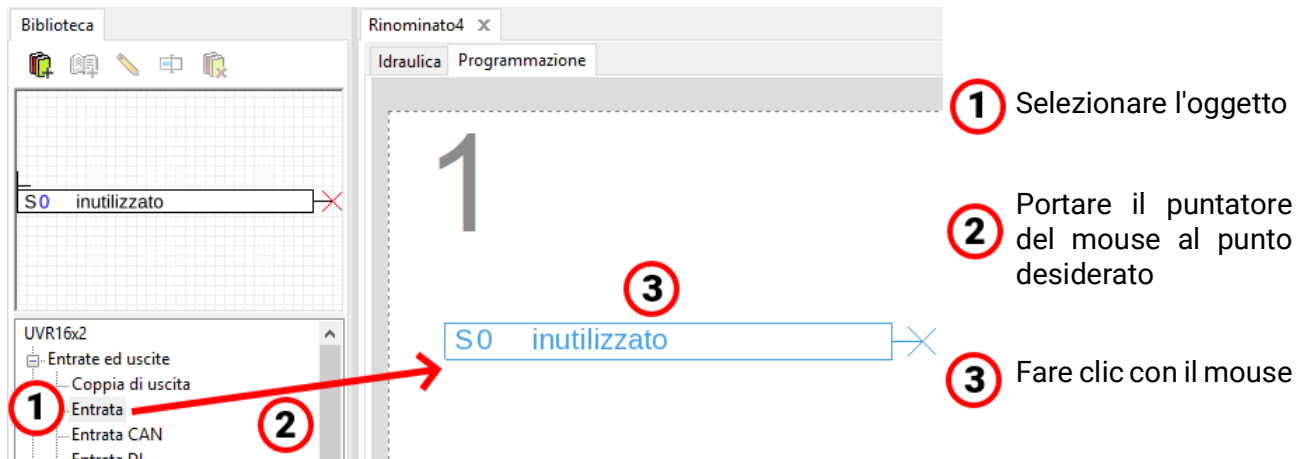 Biblioteca
Rinominato4
Idraulica Programmazione
1
S0 inutilizzato
S0 inutilizzato
3
UVR16x2
Entrate ed uscite
Coppia di uscita
1 Entrata
2
Entrata CAN
Entrata DL
1 Selezionare l'oggetto
2 Portare il puntatore
del mouse al punto
desiderato
3 Fare clic con il mouse